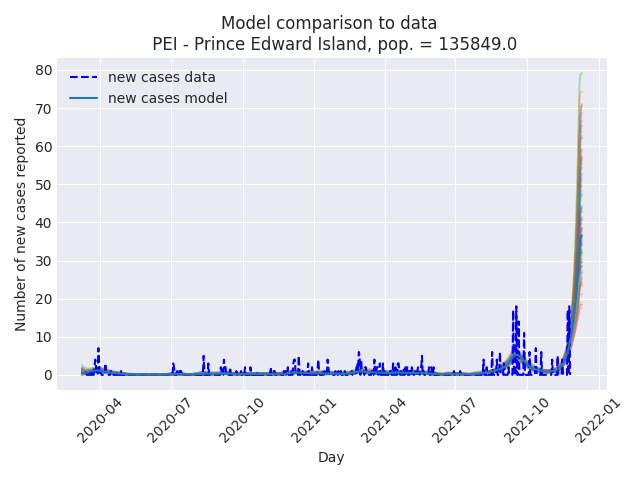 Model comparison to data
PEI - Prince Edward Island, pop. = 135849.0
new cases data
new cases model
Number of new cases reported
80
70
60
50
40
30
20
10
0
2020-04
2020-07
2020-10
2021-01
2021-04
2021-07
2021-10
2022-01
Day